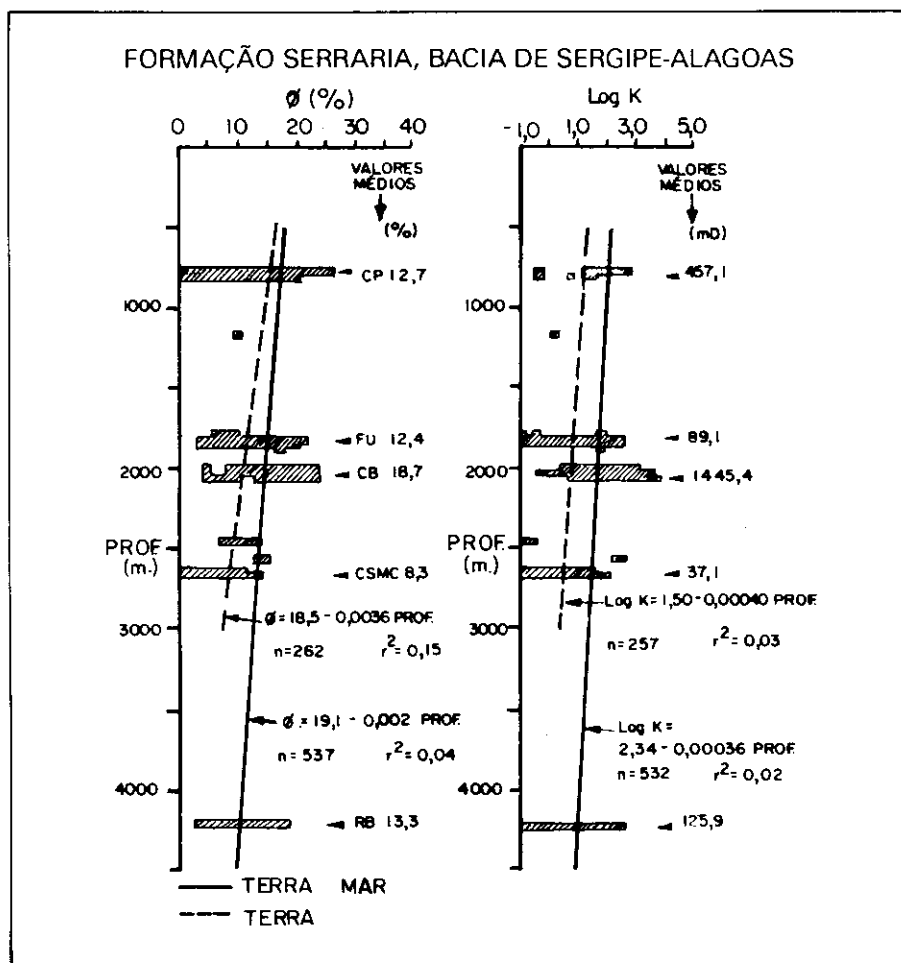 FORMAÇÃO SERRARIA, BACIA DE SERGIPE-ALAGOAS
Ø (%)
0 10 20 30 40
VALORES
MÉDIOS
(%)
CP 12,7
1000
FU 12,4
2000
CB 18,7
PROF.
(m.)
CSMC 8,3
3000
Ø=18,5-0,0036 PROF.
n=262 r²=0,15
Ø=19,1-0,002 PROF.
n=537 r²=0,04
4000
RB 13,3
Log K
-1,0 1,0 3,0 5,0
VALORES
MÉDIOS
(mD)
457,1
1000
89,1
2000
1445,4
PROF.
(m.)
37,1
Log K=1,50-0,00040 PROF.
3000
n=257 r²=0,03
Log K=
2,34-0,00036 PROF.
n=532 r²=0,02
4000
125,9
TERRA MAR
TERRA